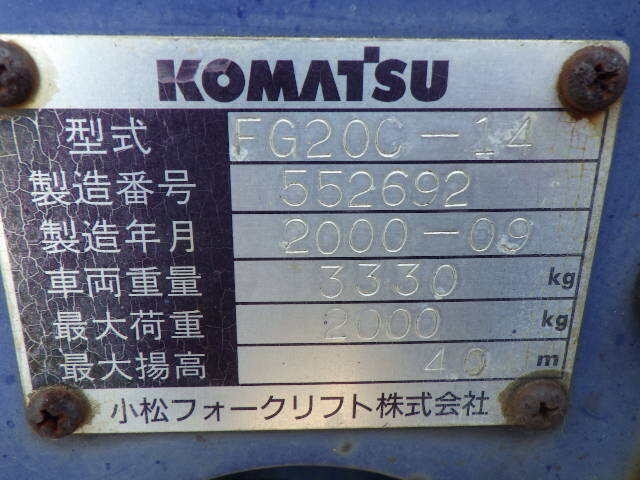 KOMATSU
型式 FG20C-14
製造番号 552692
製造年月 2000-09
車両重量 3330 kg
最大荷重 2000 kg
最大揚高 4.0 m
小松フォークリフト株式会社